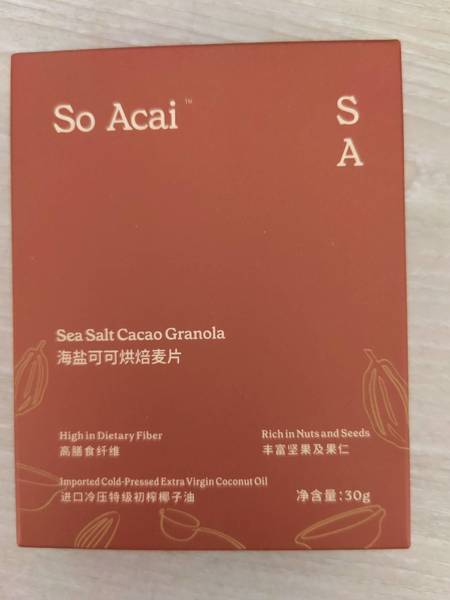 So Acai™
S
A
Sea Salt Cacao Granola
海盐可可烘焙麦片
High in Dietary Fiber
高膳食纤维
Rich in Nuts and Seeds
丰富坚果及果仁
Imported Cold-Pressed Extra Virgin Coconut Oil
进口冷压特级初榨椰子油
净含量:30g